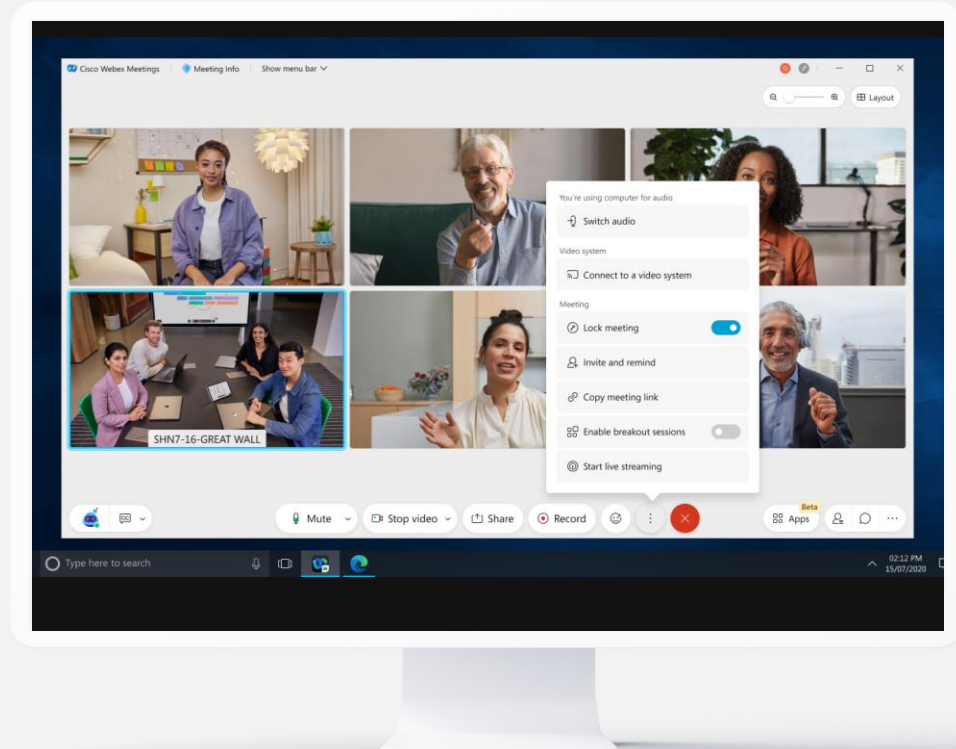 Cisco Webex Meetings
Meeting Info
Show menu bar
Layout
You're using computer for audio
Switch audio
Video system
Connect to a video system
Meeting
Lock meeting
Invite and remind
Copy meeting link
Enable breakout sessions
Start live streaming
SHN7-16-GREAT WALL
CC
Mute
Stop video
Share
Record
Beta
Apps
Type here to search
02:12 PM
15/07/2020